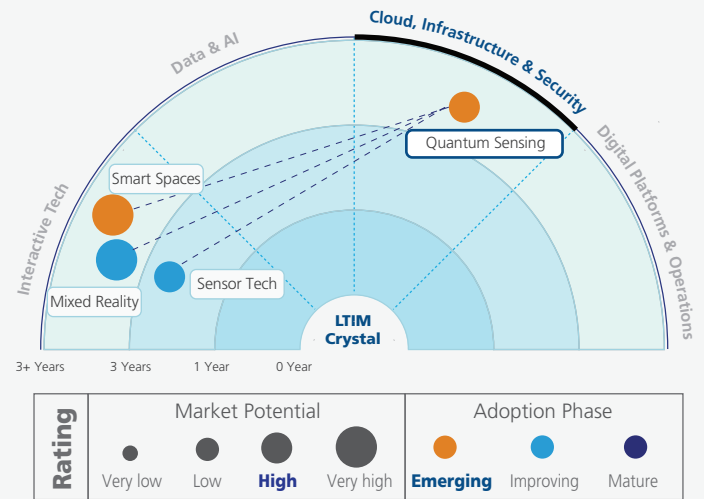 Cloud, Infrastructure & Security
Data & AI
Interactive Tech
Digital Platforms & Operations
Quantum Sensing
Smart Spaces
Mixed Reality
Sensor Tech
LTIM
Crystal
3+ Years
3 Years
1 Year
0 Year
Rating
Market Potential
Very low
Low
High
Very high
Adoption Phase
Emerging
Improving
Mature